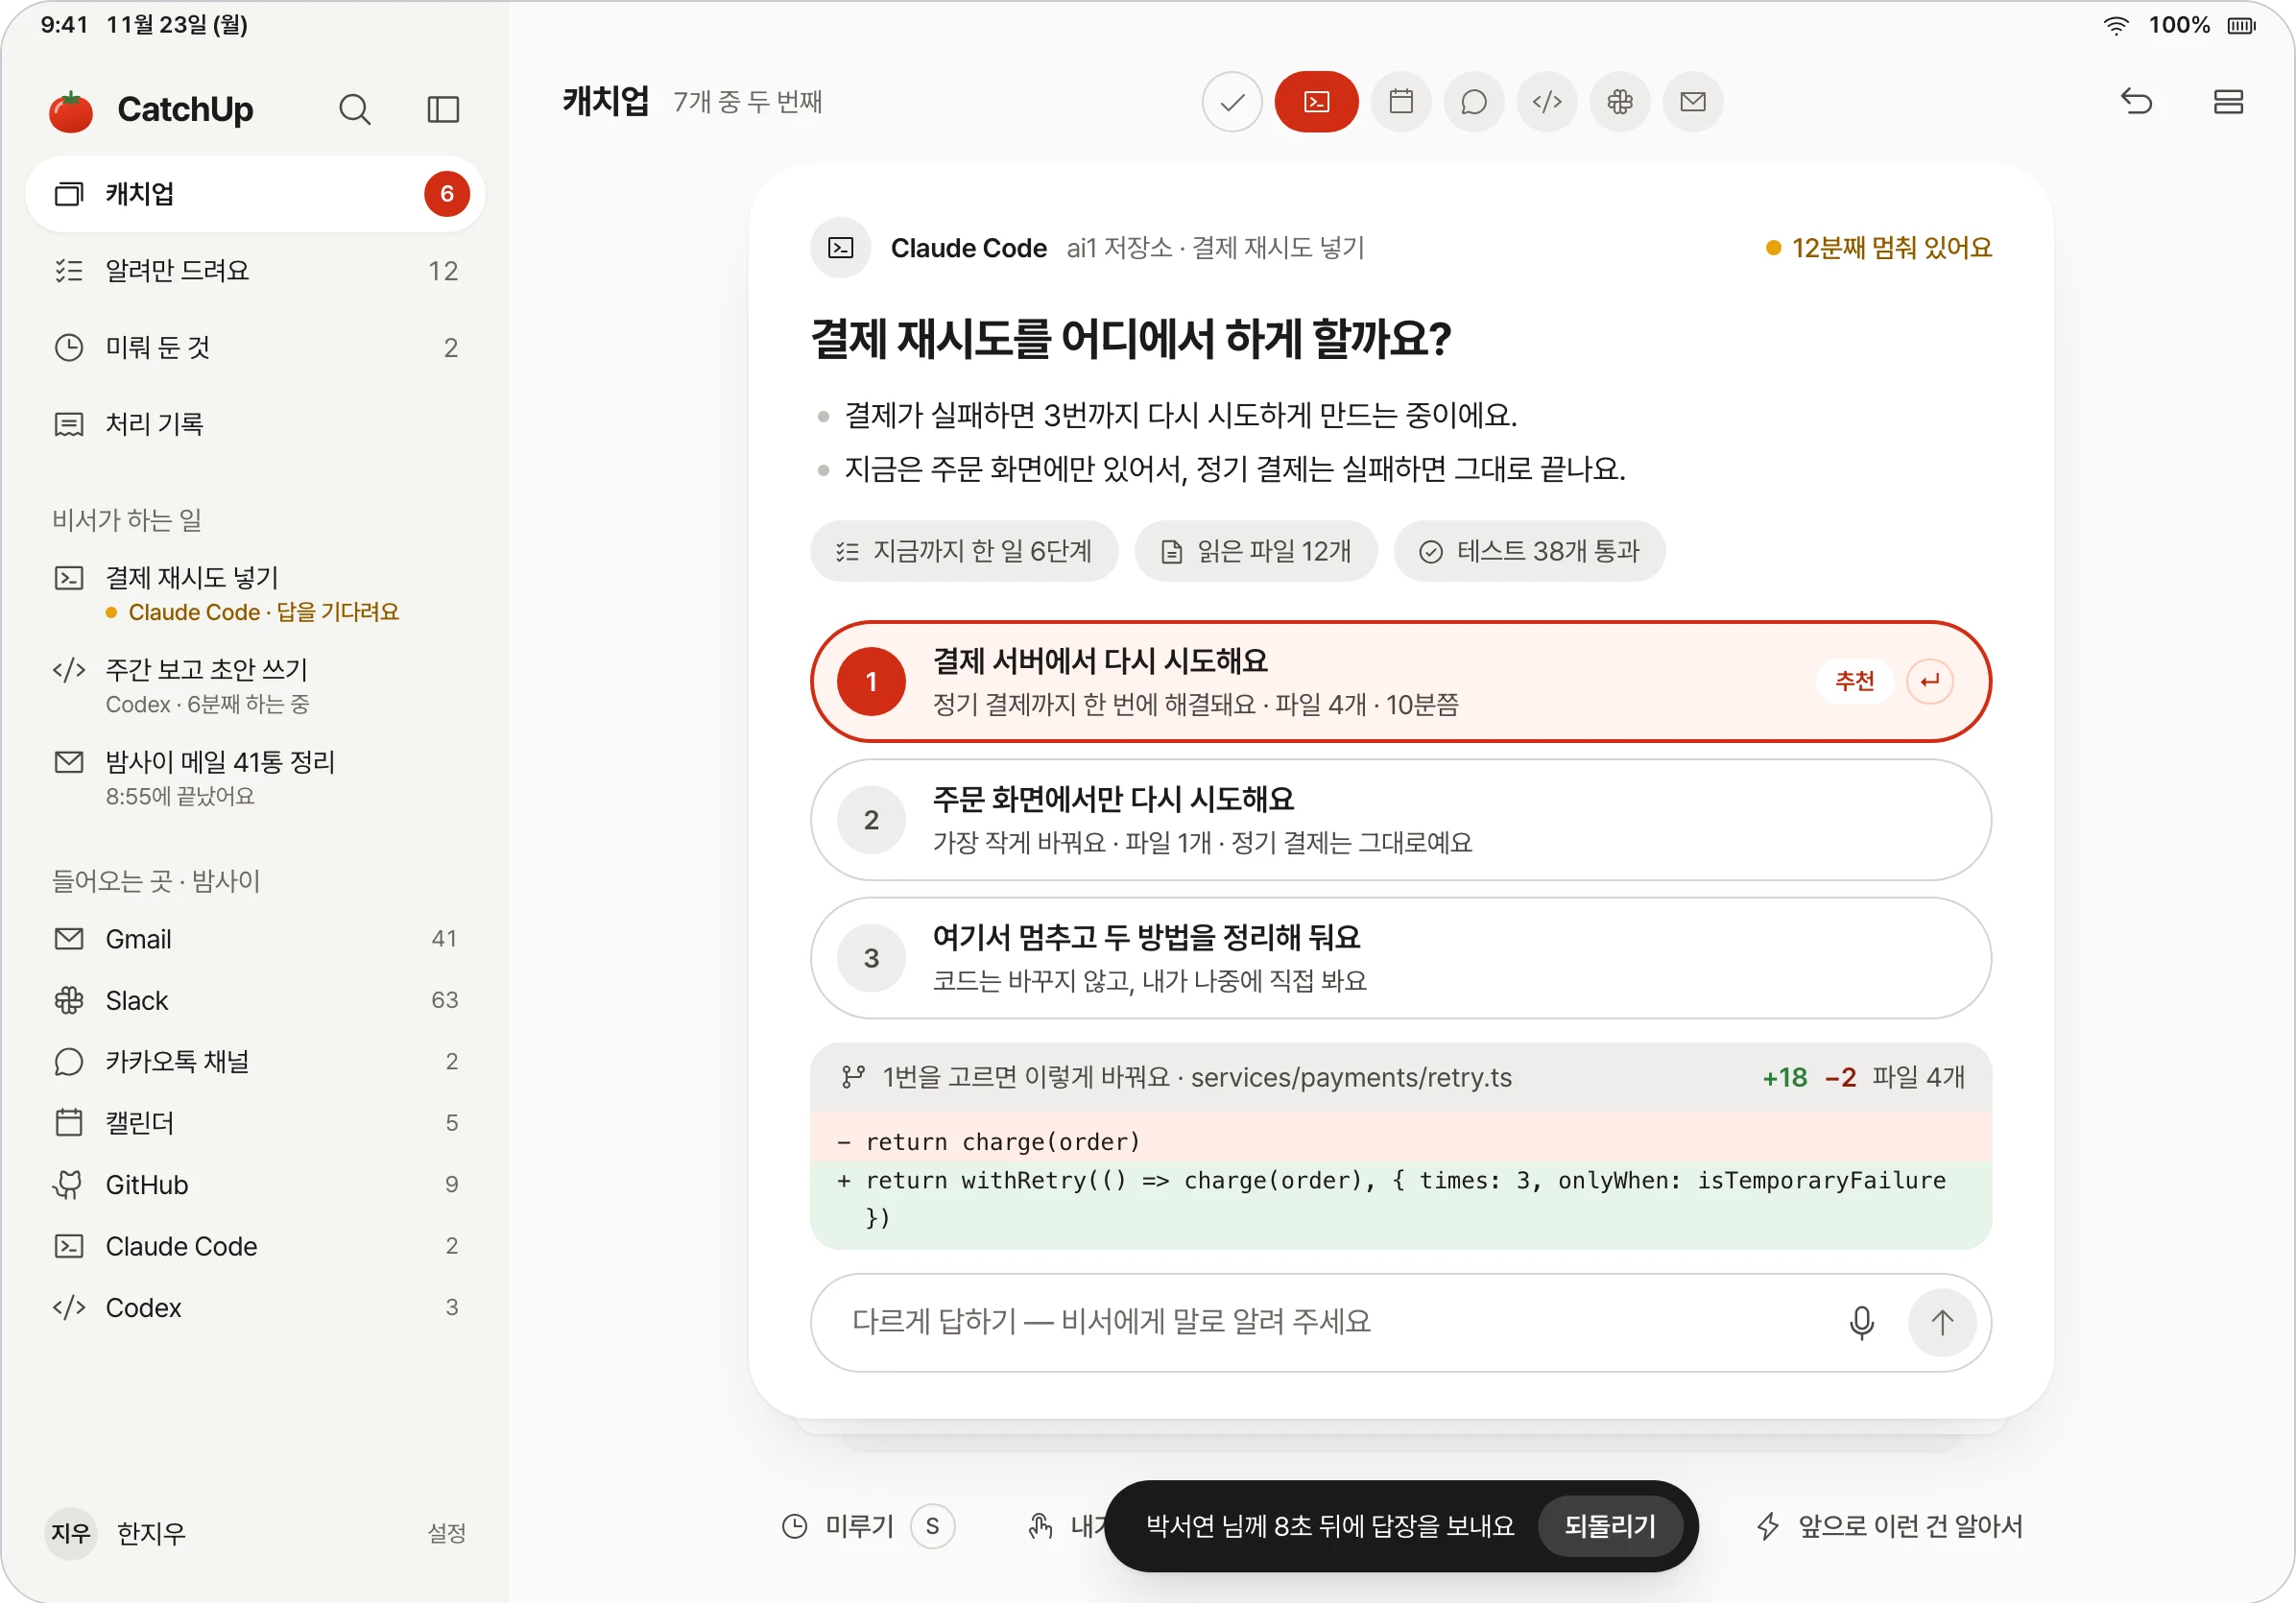 9:41 11월 23일 (월)
100%
CatchUp
캐치업 6
알려만 드려요 12
미뤄 둔 것 2
처리 기록
비서가 하는 일
결제 재시도 넣기
Claude Code · 답을 기다려요
주간 보고 초안 쓰기
Codex · 6분째 하는 중
밤사이 메일 41통 정리
8:55에 끝났어요
들어오는 곳 · 밤사이
Gmail 41
Slack 63
카카오톡 채널 2
캘린더 5
GitHub 9
Claude Code 2
Codex 3
지우 한지우 설정
캐치업 7개 중 두 번째
Claude Code ai1 저장소 · 결제 재시도 넣기 12분째 멈춰 있어요
결제 재시도를 어디에서 하게 할까요?
결제가 실패하면 3번까지 다시 시도하게 만드는 중이에요.
지금은 주문 화면에만 있어서, 정기 결제는 실패하면 그대로 끝나요.
지금까지 한 일 6단계 읽은 파일 12개 테스트 38개 통과
1 결제 서버에서 다시 시도해요
정기 결제까지 한 번에 해결돼요 · 파일 4개 · 10분쯤
추천
2 주문 화면에서만 다시 시도해요
가장 작게 바꿔요 · 파일 1개 · 정기 결제는 그대로예요
3 여기서 멈추고 두 방법을 정리해 둬요
코드는 바꾸지 않고, 내가 나중에 직접 봐요
1번을 고르면 이렇게 바꿔요 · services/payments/retry.ts +18 −2 파일 4개
− return charge(order)
+ return withRetry(() => charge(order), { times: 3, onlyWhen: isTemporaryFailure
})
다르게 답하기 — 비서에게 말로 알려 주세요
미루기 S
박서연 님께 8초 뒤에 답장을 보내요 되돌리기
앞으로 이런 건 알아서